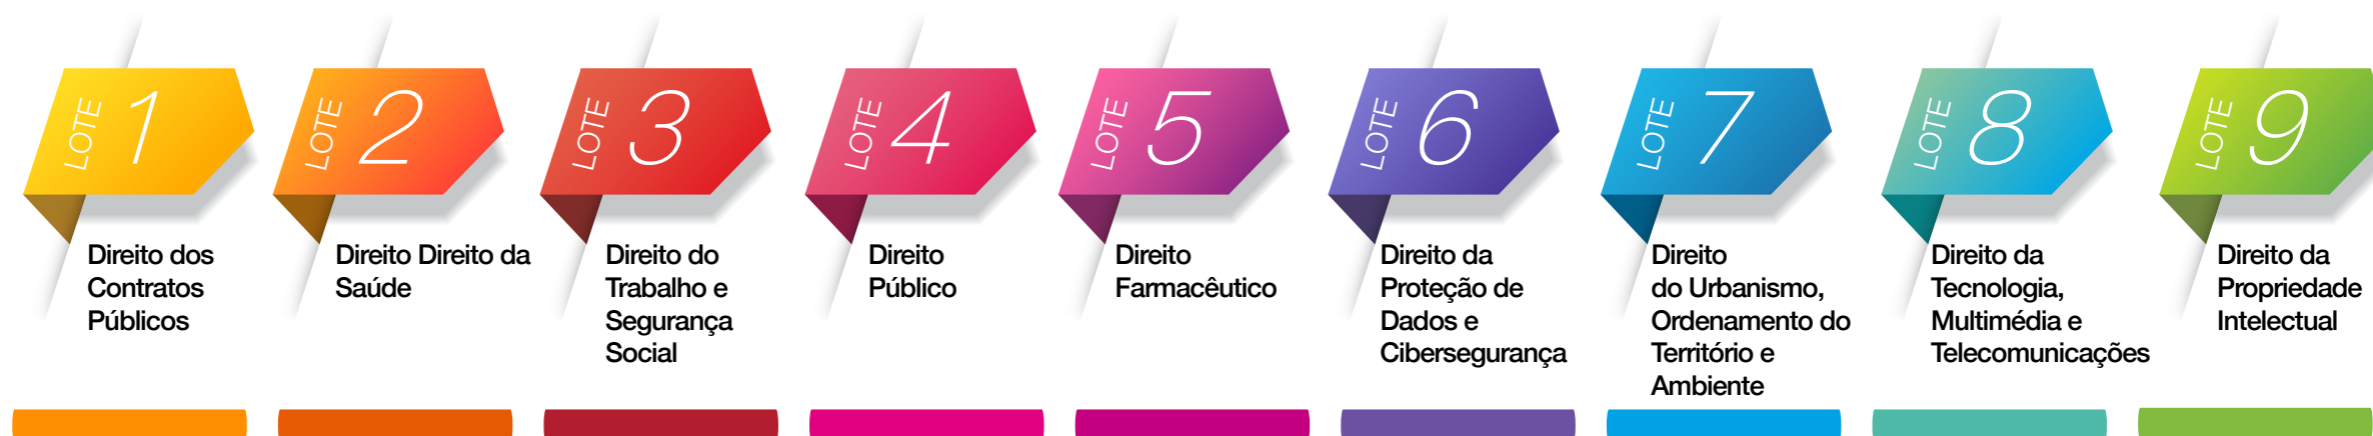 LOTE 1
Direito dos
Contratos
Públicos
LOTE 2
Direito Direito da
Saúde
LOTE 3
Direito do
Trabalho e
Segurança
Social
LOTE 4
Direito
Público
LOTE 5
Direito
Farmacêutico
LOTE 6
Direito da
Proteção de
Dados e
Cibersegurança
LOTE 7
Direito
do Urbanismo,
Ordenamento do
Território e
Ambiente
LOTE 8
Direito da
Tecnologia,
Multimédia e
Telecomunicações
LOTE 9
Direito da
Propriedade
Intelectual